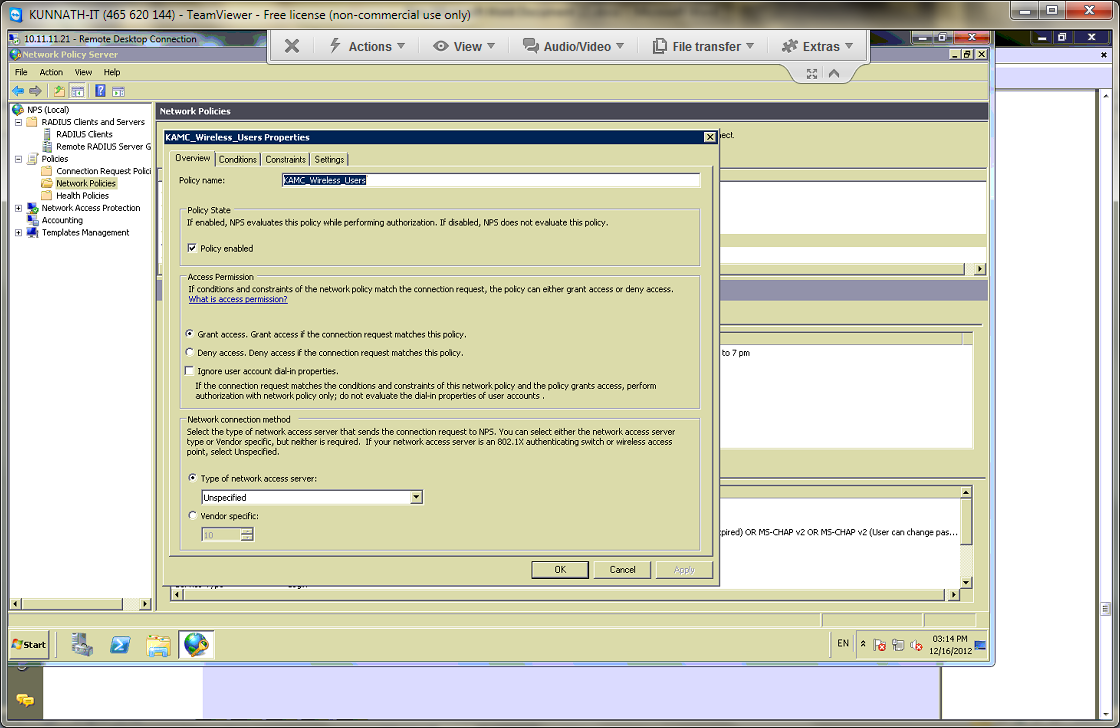 KUNNATH-IT (465 620 144) - TeamViewer - Free license (non-commercial use only)
10.11.11.21 - Remote Desktop Connection
Actions View Audio/Video File transfer Extras
Network Policy Server
File Action View Help
NPS (Local)
RADIUS Clients and Servers
RADIUS Clients
Remote RADIUS Server G
Policies
Connection Request Polici
Network Policies
Health Policies
Network Access Protection
Accounting
Templates Management
Network Policies
nect.
KAMC_Wireless_Users Properties
Overview Conditions Constraints Settings
Policy name: KAMC_Wireless_Users
Policy State
If enabled, NPS evaluates this policy while performing authorization. If disabled, NPS does not evaluate this policy.
Policy enabled
Access Permission
If conditions and constraints of the network policy match the connection request, the policy can either grant access or deny access.
What is access permission?
Grant access. Grant access if the connection request matches this policy.
Deny access. Deny access if the connection request matches this policy.
Ignore user account dial-in properties.
If the connection request matches the conditions and constraints of this network policy and the policy grants access, perform
authorization with network policy only; do not evaluate the dial-in properties of user accounts .
Network connection method
Select the type of network access server that sends the connection request to NPS. You can select either the network access server
type or Vendor specific, but neither is required. If your network access server is an 802.1X authenticating switch or wireless access
point, select Unspecified.
Type of network access server:
Unspecified
Vendor specific:
10
OK Cancel Apply
to 7 pm
pired) OR MS-CHAP v2 OR MS-CHAP v2 (User can change pas...
Start
EN
03:14 PM
12/16/2012